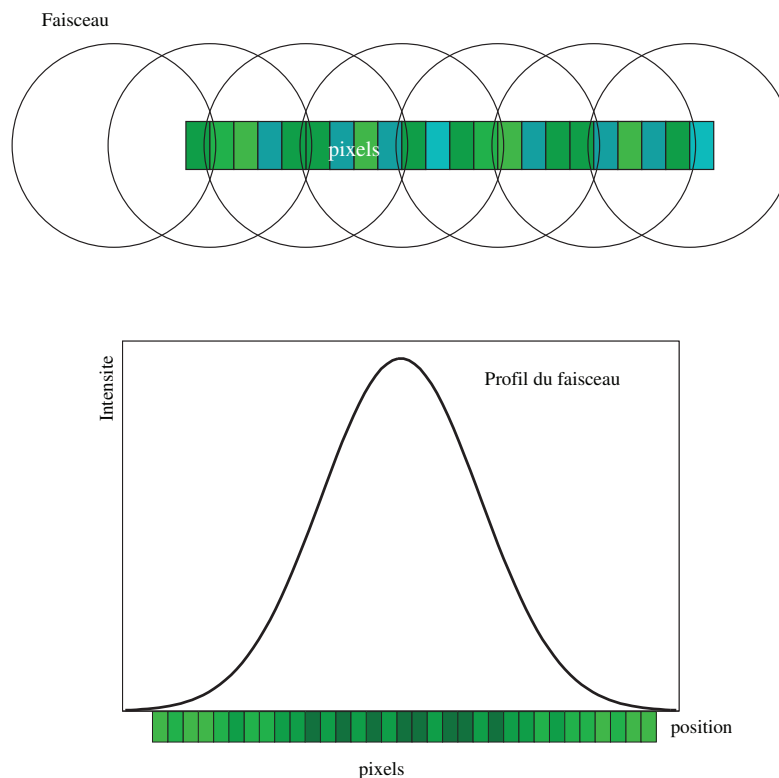 Faisceau
pixels
Intensite
Profil du faisceau
position
pixels